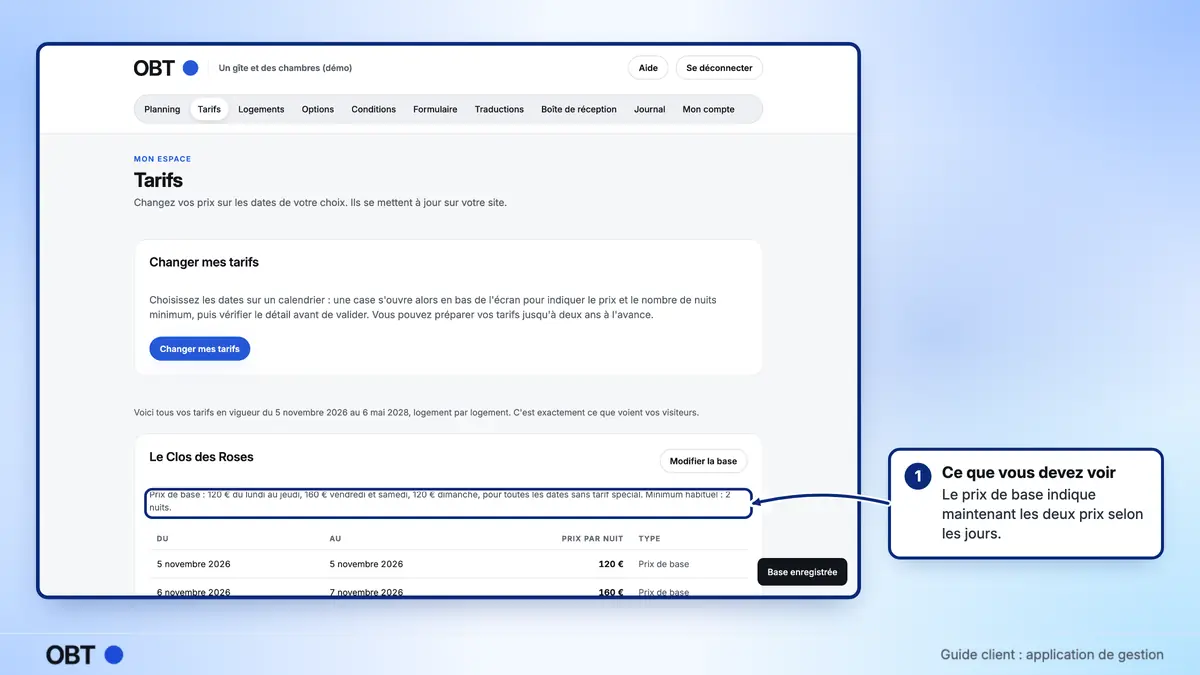 OBT
Un gîte et des chambres (démo)
Aide
Se déconnecter
Planning
Tarifs
Logements
Options
Conditions
Formulaire
Traductions
Boîte de réception
Journal
Mon compte
MON ESPACE
Tarifs
Changez vos prix sur les dates de votre choix. Ils se mettent à jour sur votre site.
Changer mes tarifs
Choisissez les dates sur un calendrier : une case s'ouvre alors en bas de l'écran pour indiquer le prix et le nombre de nuits
minimum, puis vérifier le détail avant de valider. Vous pouvez préparer vos tarifs jusqu'à deux ans à l'avance.
Changer mes tarifs
Voici tous vos tarifs en vigueur du 5 novembre 2026 au 6 mai 2028, logement par logement. C'est exactement ce que voient vos visiteurs.
Le Clos des Roses
Modifier la base
Prix de base : 120 € du lundi au jeudi, 160 € vendredi et samedi, 120 € dimanche, pour toutes les dates sans tarif spécial. Minimum habituel : 2
nuits.
DU AU PRIX PAR NUIT TYPE
5 novembre 2026 5 novembre 2026 120 € Prix de base
6 novembre 2026 7 novembre 2026 160 € Prix de base
Base enregistrée
1 Ce que vous devez voir
Le prix de base indique
maintenant les deux prix selon
les jours.
OBT
Guide client : application de gestion